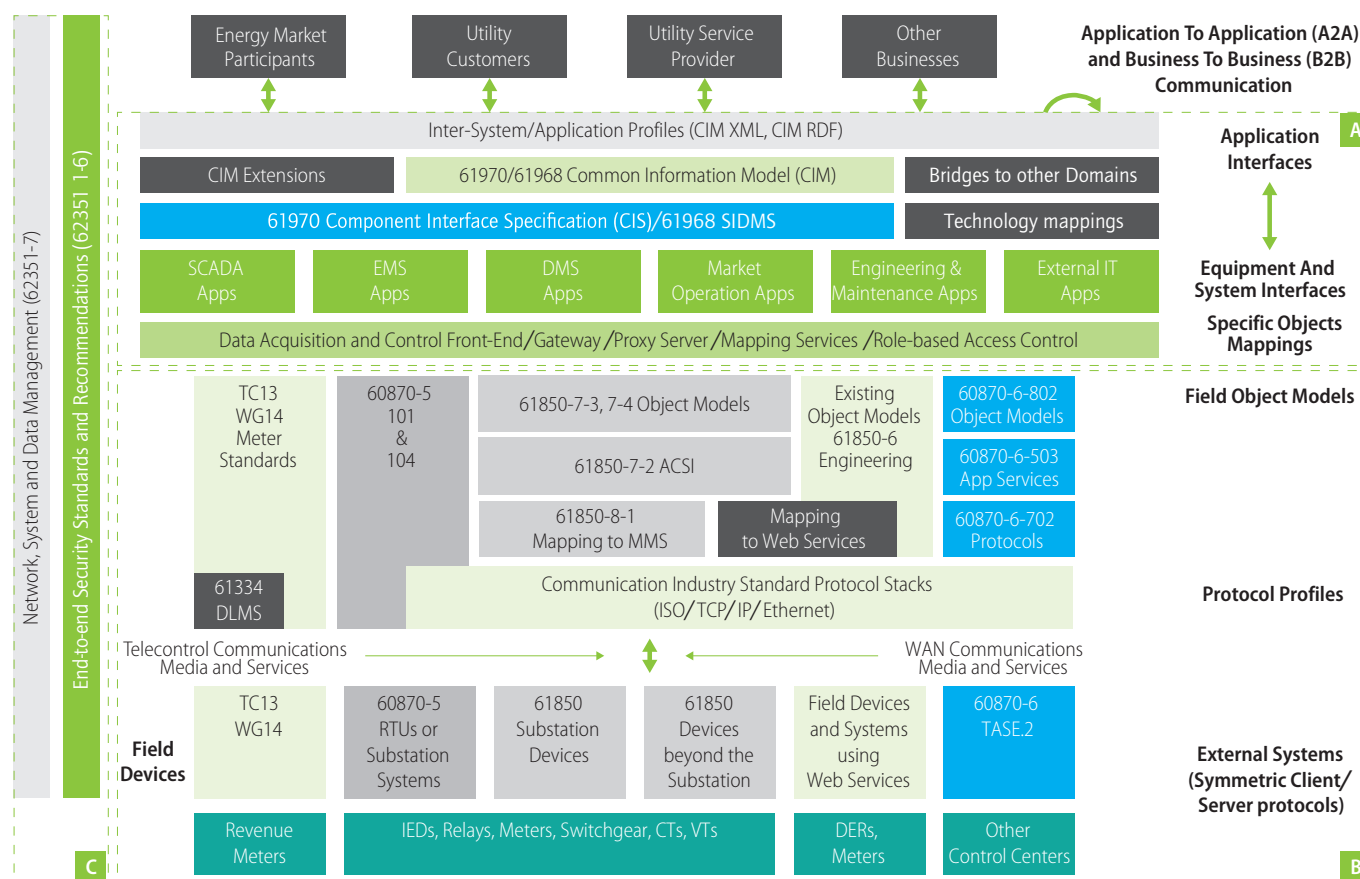 Energy Market
Participants
Utility
Customers
Utility Service
Provider
Other
Businesses
Application To Application (A2A)
and Business To Business (B2B)
Communication
Inter-System/Application Profiles (CIM XML, CIM RDF)
Application
Interfaces
A
CIM Extensions
61970/61968 Common Information Model (CIM)
Bridges to other Domains
61970 Component Interface Specification (CIS)/61968 SIDMS
Technology mappings
SCADA
Apps
EMS
Apps
DMS
Apps
Market
Operation Apps
Engineering &
Maintenance Apps
External IT
Apps
Equipment And
System Interfaces
Data Acquisition and Control Front-End/Gateway/Proxy Server/Mapping Services /Role-based Access Control
Specific Objects
Mappings
Network, System and Data Management (62351-7)
End-to-end Security Standards and Recommendations (62351 1-6)
TC13
WG14
Meter
Standards
60870-5
101
&
104
61850-7-3, 7-4 Object Models
61850-7-2 ACSI
61850-8-1
Mapping to MMS
Existing
Object Models
61850-6
Engineering
Mapping
to Web Services
60870-6-802
Object Models
60870-6-503
App Services
60870-6-702
Protocols
Field Object Models
61334
DLMS
Communication Industry Standard Protocol Stacks
(ISO/TCP/IP/Ethernet)
Protocol Profiles
Telecontrol Communications
Media and Services
WAN Communications
Media and Services
Field
Devices
TC13
WG14
60870-5
RTUs or
Substation
Systems
61850
Substation
Devices
61850
Devices
beyond the
Substation
Field Devices
and Systems
using
Web Services
60870-6
TASE.2
External Systems
(Symmetric Client/
Server protocols)
Revenue
Meters
IEDs, Relays, Meters, Switchgear, CTs, VTs
DERs,
Meters
Other
Control Centers
C
B